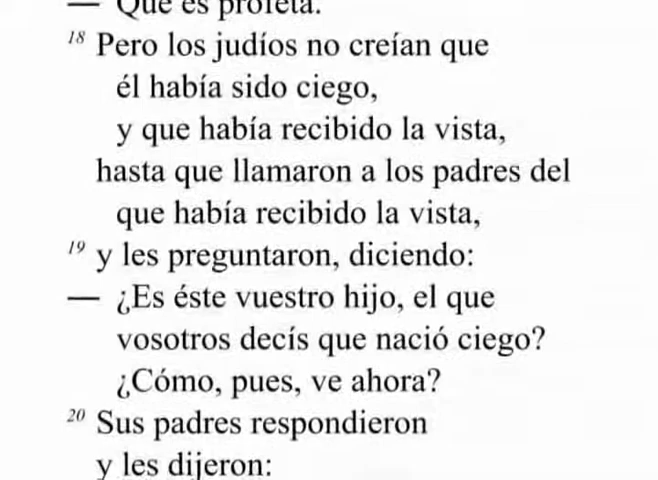 — Que es profeta.
18 Pero los judíos no creían que
él había sido ciego,
y que había recibido la vista,
hasta que llamaron a los padres del
que había recibido la vista,
19 y les preguntaron, diciendo:
— ¿Es éste vuestro hijo, el que
vosotros decís que nació ciego?
¿Cómo, pues, ve ahora?
20 Sus padres respondieron
y les dijeron: